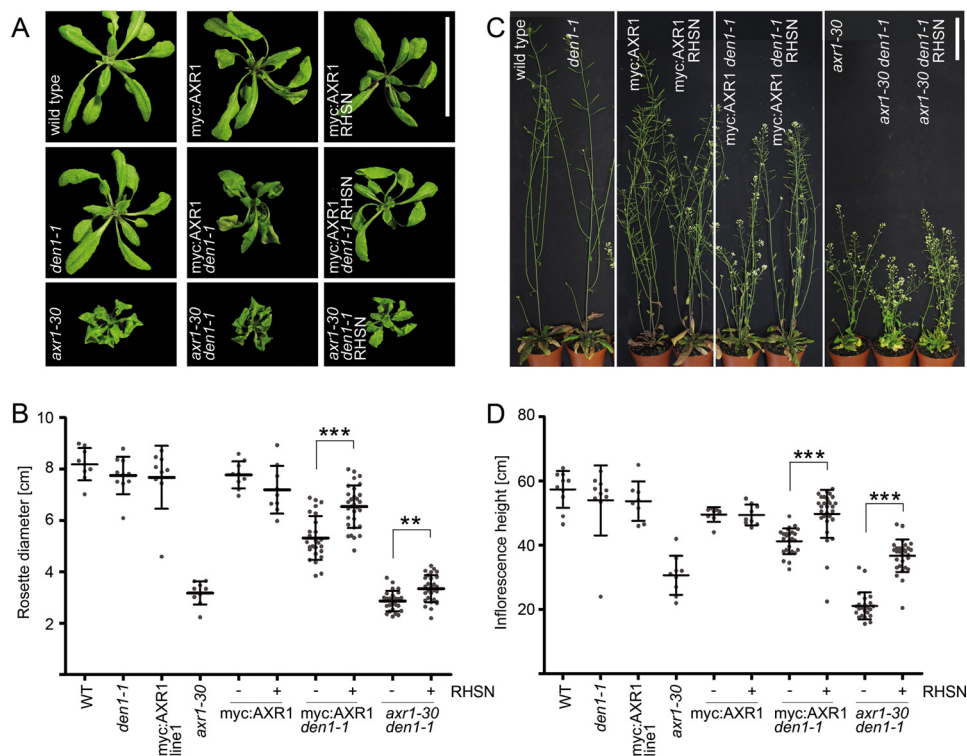 A
wild type
myc:AXR1
myc:AXR1
RHSN
den1-1
myc:AXR1
den1-1
myc:AXR1
den1-1 RHSN
axr1-30
axr1-30
den1-1
axr1-30
den1-1
RHSN
C
wild type
den1-1
myc:AXR1
myc:AXR1
RHSN
myc:AXR1 den1-1
myc:AXR1 den1-1
RHSN
axr1-30
axr1-30 den1-1
axr1-30 den1-1
RHSN
B
Rosette diameter [cm]
10
8
6
4
2
***
**
WT
den1-1
myc:AXR1
line1
axr1-30
- + - + - + RHSN
myc:AXR1
myc:AXR1
den1-1
axr1-30
den1-1
D
Inflorescence height [cm]
80
60
40
20
***
***
WT
den1-1
myc:AXR1
line1
axr1-30
- + - + - + RHSN
myc:AXR1
myc:AXR1
den1-1
axr1-30
den1-1